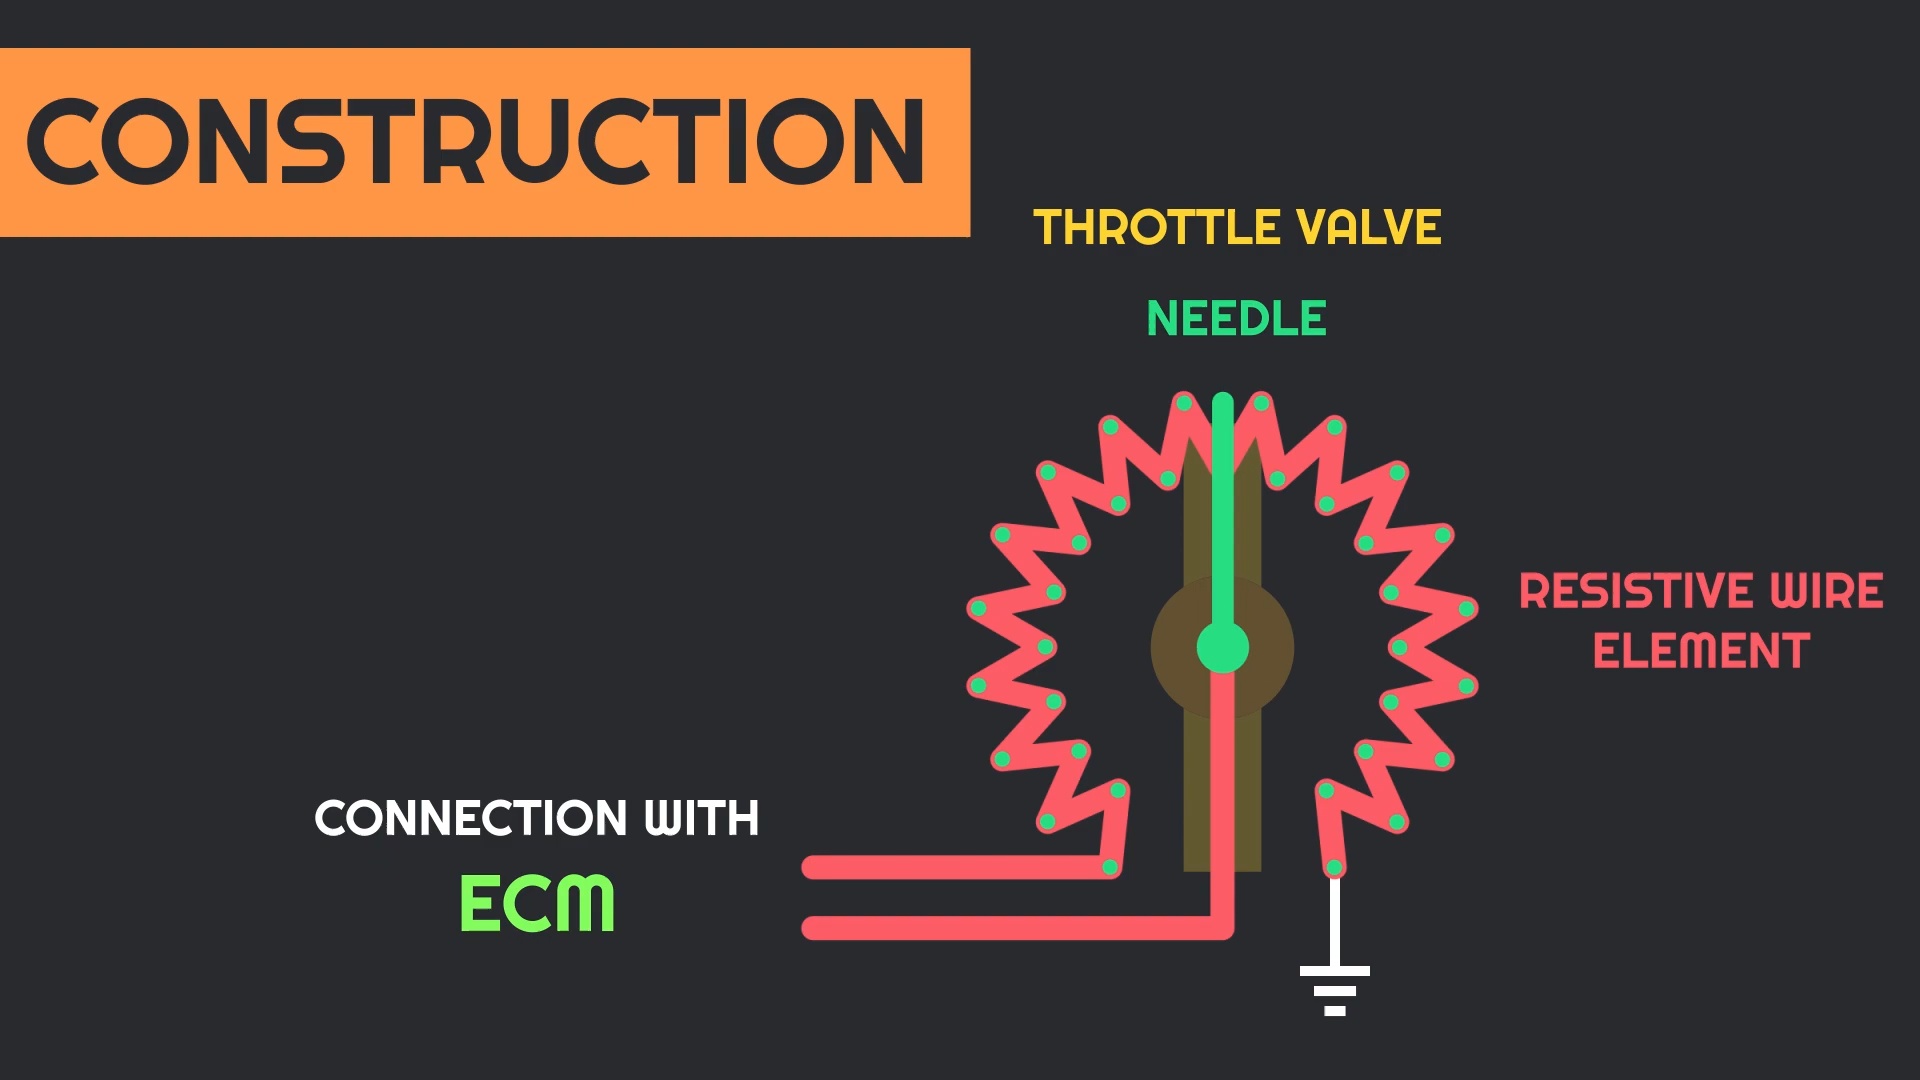 CONSTRUCTION
THROTTLE VALVE
NEEDLE
RESISTIVE WIRE
ELEMENT
CONNECTION WITH
ECM